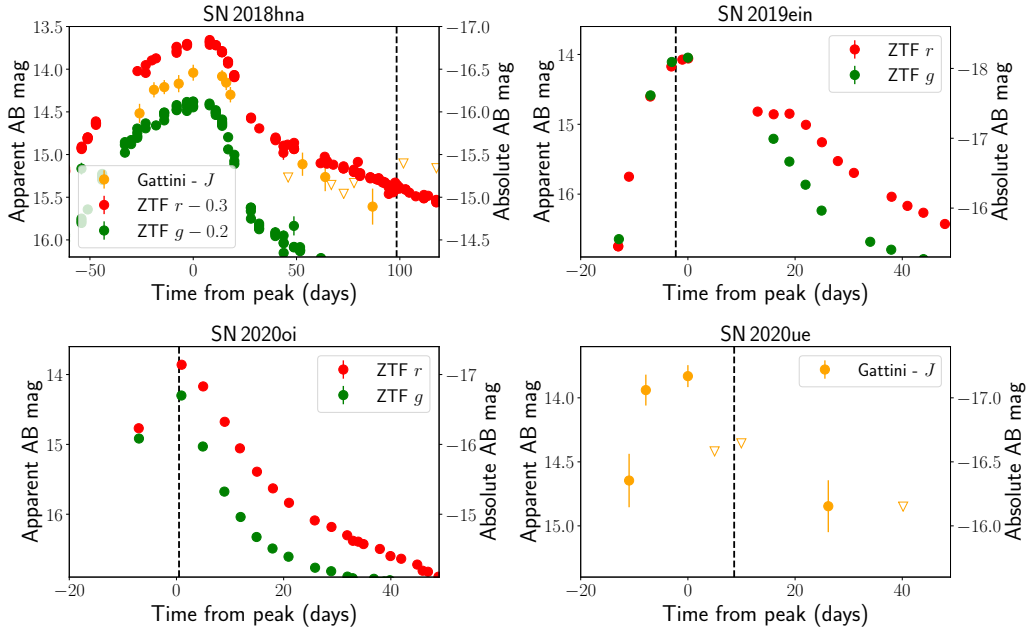 SN 2018hna
13.5
14.0
14.5
15.0
15.5
16.0
−17.0
−16.5
−16.0
−15.5
−15.0
−14.5
Apparent AB mag
Absolute AB mag
Gattini - J
ZTF r − 0.3
ZTF g − 0.2
−50
0
50
100
Time from peak (days)
SN 2019ein
14
15
16
−18
−17
−16
Apparent AB mag
Absolute AB mag
ZTF r
ZTF g
−20
0
20
40
Time from peak (days)
SN 2020oi
14
15
16
−17
−16
−15
Apparent AB mag
Absolute AB mag
ZTF r
ZTF g
−20
0
20
40
Time from peak (days)
SN 2020ue
14.0
14.5
15.0
−17.0
−16.5
−16.0
Apparent AB mag
Absolute AB mag
Gattini - J
−20
0
20
40
Time from peak (days)